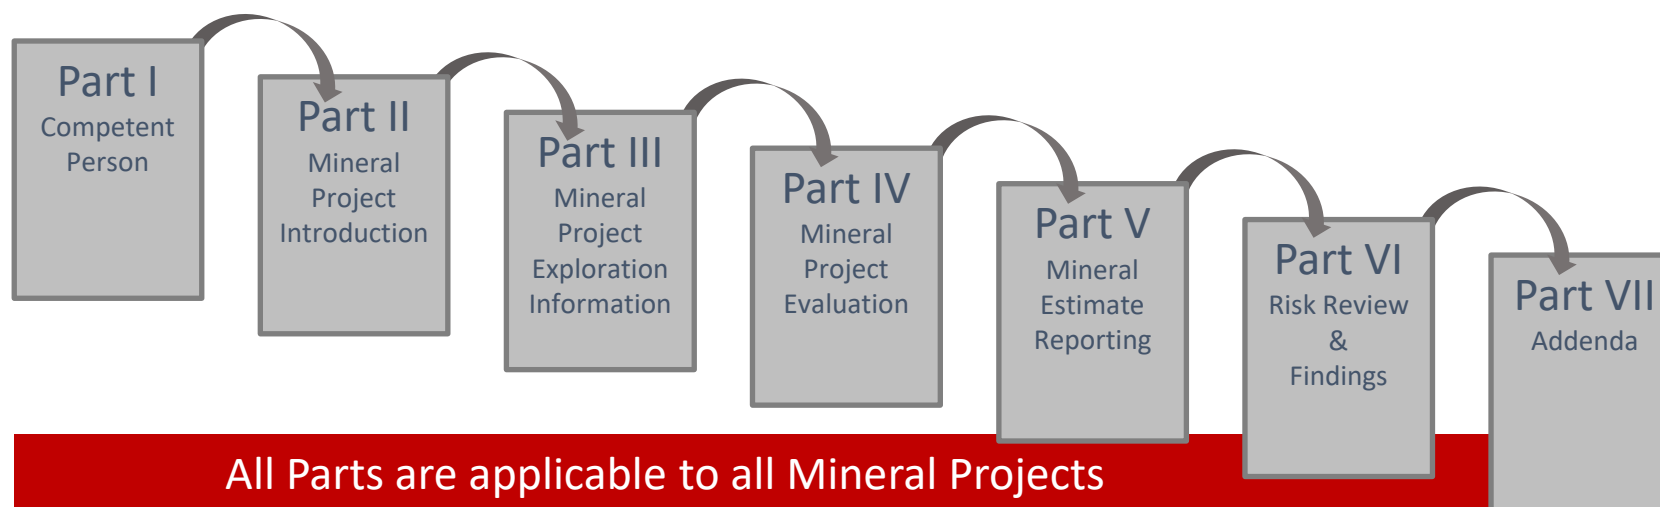 Part I
Competent
Person
Part II
Mineral
Project
Introduction
Part III
Mineral
Project
Exploration
Information
Part IV
Mineral
Project
Evaluation
Part V
Mineral
Estimate
Reporting
Part VI
Risk Review
&
Findings
Part VII
Addenda
All Parts are applicable to all Mineral Projects